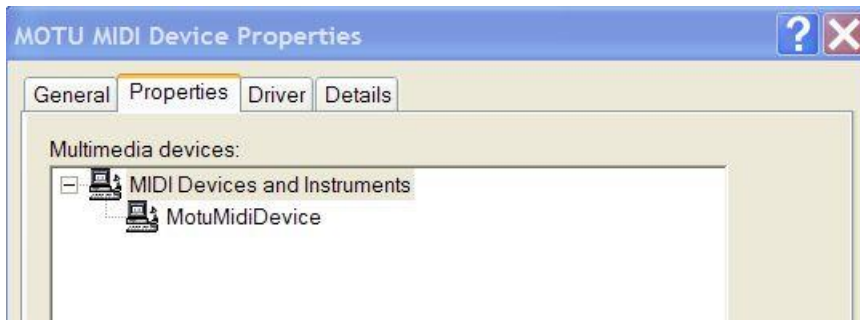 MOTU MIDI Device Properties
General Properties Driver Details
Multimedia devices:
MIDI Devices and Instruments
MotuMidiDevice